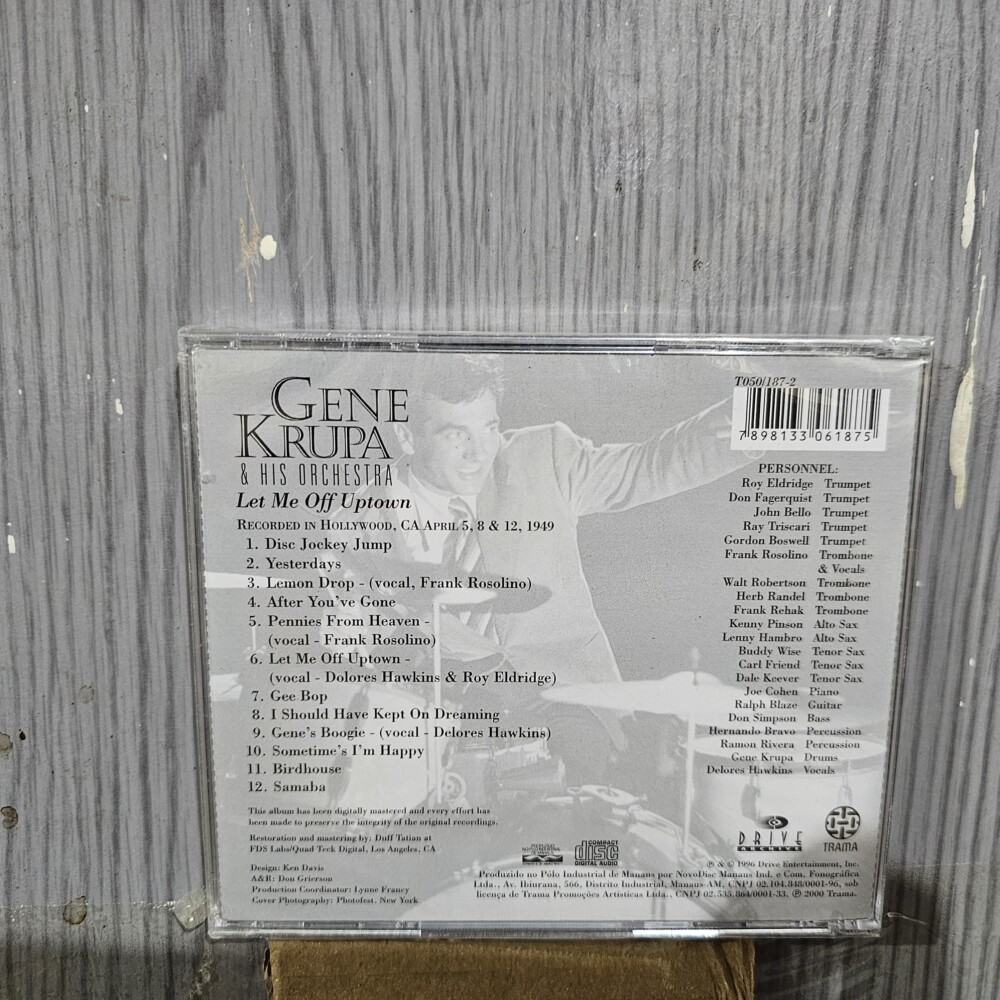 GENE
KRUPA
& HIS ORCHESTRA
Let Me Off Uptown
RECORDED IN HOLLYWOOD, CA APRIL 5, 8 & 12, 1949
1. Disc Jockey Jump
2. Yesterdays
3. Lemon Drop - (vocal, Frank Rosolino)
4. After You've Gone
5. Pennies From Heaven -
(vocal - Frank Rosolino)
6. Let Me Off Uptown -
(vocal - Dolores Hawkins & Roy Eldridge)
7. Gee Bop
8. I Should Have Kept On Dreaming
9. Gene's Boogie - (vocal - Delores Hawkins)
10. Sometime's I'm Happy
11. Birdhouse
12. Samaba
This album has been digitally mastered and every effort has
been made to preserve the integrity of the original recordings.
Restoration and mastering by: Duff Tatian at
FDS Labs/Quad Teck Digital, Los Angeles, CA
Design: Ken Davis
A&R: Don Grierson
Production Coordinator: Lynne Francy
Cover Photography: Photofest, New York
T050/187-2
7 898133 061875
PERSONNEL:
Roy Eldridge Trumpet
Don Fagerquist Trumpet
John Bello Trumpet
Ray Triscari Trumpet
Gordon Boswell Trumpet
Frank Rosolino Trombone
& Vocals
Walt Robertson Trombone
Herb Randel Trombone
Frank Rehak Trombone
Kenny Pinson Alto Sax
Lenny Hambro Alto Sax
Buddy Wise Tenor Sax
Carl Friend Tenor Sax
Dale Keever Tenor Sax
Joe Cohen Piano
Ralph Blaze Guitar
Don Simpson Bass
Hernando Bravo Percussion
Ramon Rivera Percussion
Gene Krupa Drums
Delores Hawkins Vocals
DRIVE
ARCHIVE
TRAMA
COMPACT
disc
DIGITAL AUDIO
℗ & © 1996 Drive Entertainment, Inc.
Produzido no Pólo Industrial de Manaus por NovoDisc Manaus Ind. e Com. Fonográfica
Ltda., Av. Ibiurana, 566, Distrito Industrial, Manaus-AM, CNPJ 02.104.848/0001-96, sob
licença de Trama Promoções Artísticas Ltda., CNPJ 02.535.864/0001-33. ℗ 2000 Trama.